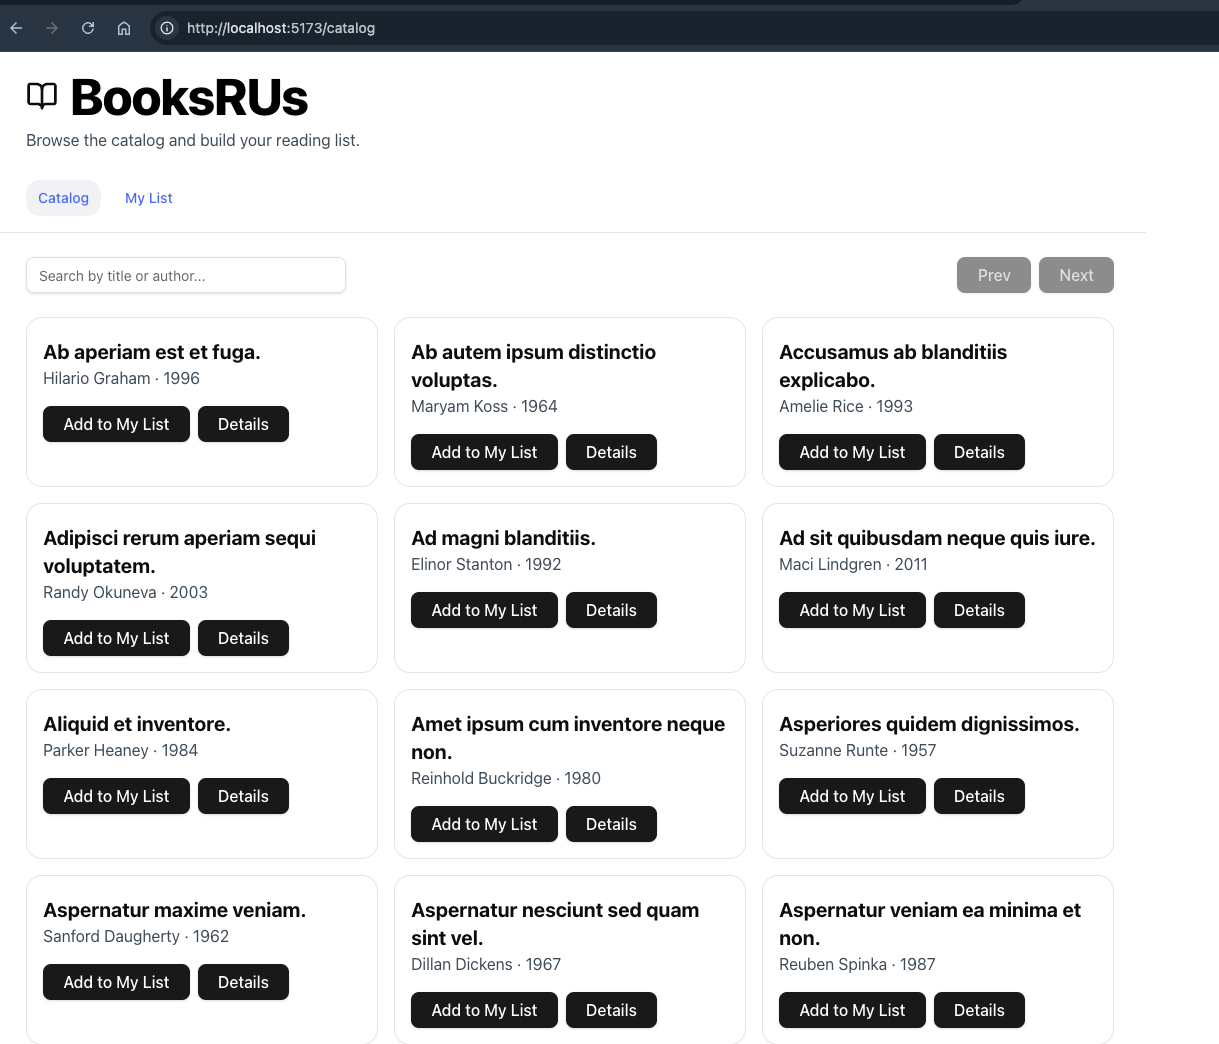 http://localhost:5173/catalog
BooksRUs
Browse the catalog and build your reading list.
Catalog
My List
Search by title or author...
Prev
Next
Ab aperiam est et fuga.
Hilario Graham · 1996
Add to My List
Details
Ab autem ipsum distinctio
voluptas.
Maryam Koss · 1964
Add to My List
Details
Accusamus ab blanditiis
explicabo.
Amelie Rice · 1993
Add to My List
Details
Adipisci rerum aperiam sequi
voluptatem.
Randy Okuneva · 2003
Add to My List
Details
Ad magni blanditiis.
Elinor Stanton · 1992
Add to My List
Details
Ad sit quibusdam neque quis iure.
Maci Lindgren · 2011
Add to My List
Details
Aliquid et inventore.
Parker Heaney · 1984
Add to My List
Details
Amet ipsum cum inventore neque
non.
Reinhold Buckridge · 1980
Add to My List
Details
Asperiores quidem dignissimos.
Suzanne Runte · 1957
Add to My List
Details
Aspernatur maxime veniam.
Sanford Daugherty · 1962
Add to My List
Details
Aspernatur nesciunt sed quam
sint vel.
Dillan Dickens · 1967
Add to My List
Details
Aspernatur veniam ea minima et
non.
Reuben Spinka · 1987
Add to My List
Details